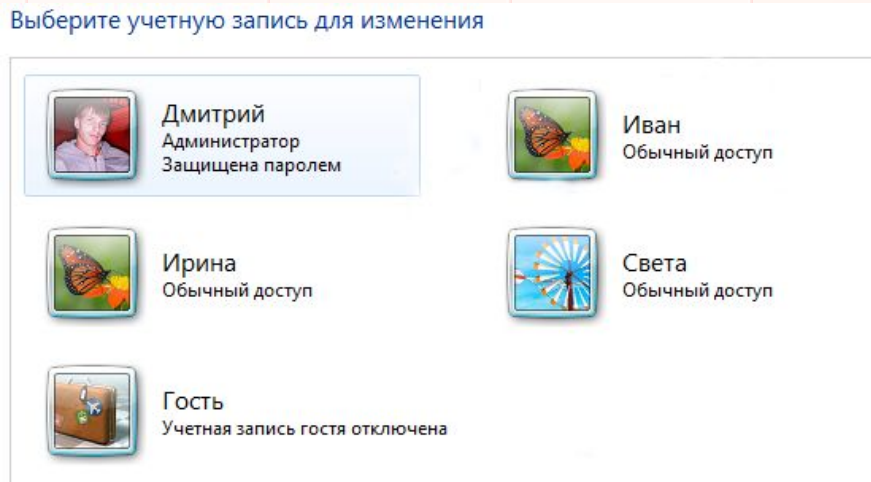 Выберите учетную запись для изменения
Дмитрий
Администратор
Защищена паролем
Иван
Обычный доступ
Ирина
Обычный доступ
Света
Обычный доступ
Гость
Учетная запись гостя отключена